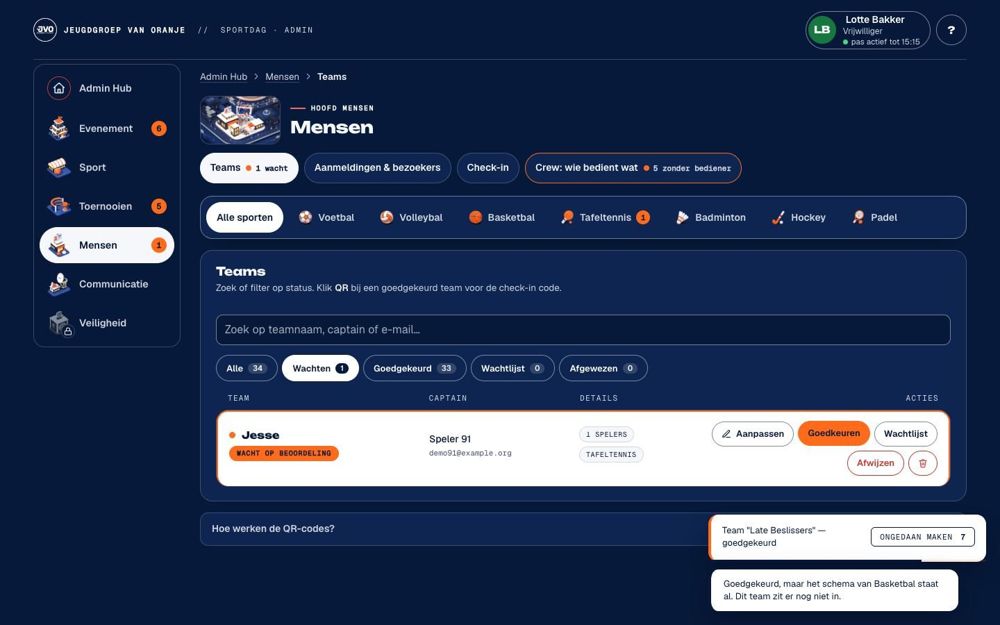 JVO JEUGDGROEP VAN ORANJE // SPORTDAG · ADMIN
LB
Lotte Bakker
Vrijwilliger
pas actief tot 15:15
?
Admin Hub
Evenement 6
Sport
Toernooien 5
Mensen 1
Communicatie
Veiligheid
Admin Hub > Mensen > Teams
HOOFD MENSEN
Mensen
Teams 1 wacht
Aanmeldingen & bezoekers
Check-in
Crew: wie bedient wat 5 zonder bediener
Alle sporten Voetbal Volleybal Basketbal Tafeltennis 1 Badminton Hockey Padel
Teams
Zoek of filter op status. Klik QR bij een goedgekeurd team voor de check-in code.
Zoek op teamnaam, captain of e-mail...
Alle 34 Wachten 1 Goedgekeurd 33 Wachtlijst 0 Afgewezen 0
TEAM CAPTAIN DETAILS ACTIES
Jesse
WACHT OP BEOORDELING
Speler 91
demo91@example.org
1 SPELERS
TAFELTENNIS
Aanpassen Goedkeuren Wachtlijst
Afwijzen
Hoe werken de QR-codes?
Team "Late Beslissers" —
goedgekeurd
ONGEDAAN MAKEN 7
Goedgekeurd, maar het schema van Basketbal staat
al. Dit team zit er nog niet in.